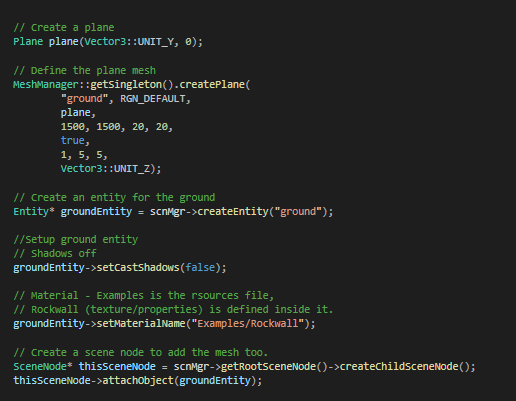 // Create a plane
Plane plane(Vector3::UNIT_Y, 0);
// Define the plane mesh
MeshManager::getSingleton().createPlane(
"ground", RGN_DEFAULT,
plane,
1500, 1500, 20, 20,
true,
1, 5, 5,
Vector3::UNIT_Z);
// Create an entity for the ground
Entity* groundEntity = scnMgr->createEntity("ground");
//Setup ground entity
// Shadows off
groundEntity->setCastShadows(false);
// Material - Examples is the rsources file,
// Rockwall (texture/properties) is defined inside it.
groundEntity->setMaterialName("Examples/Rockwall");
// Create a scene node to add the mesh too.
SceneNode* thisSceneNode = scnMgr->getRootSceneNode()->createChildSceneNode();
thisSceneNode->attachObject(groundEntity);